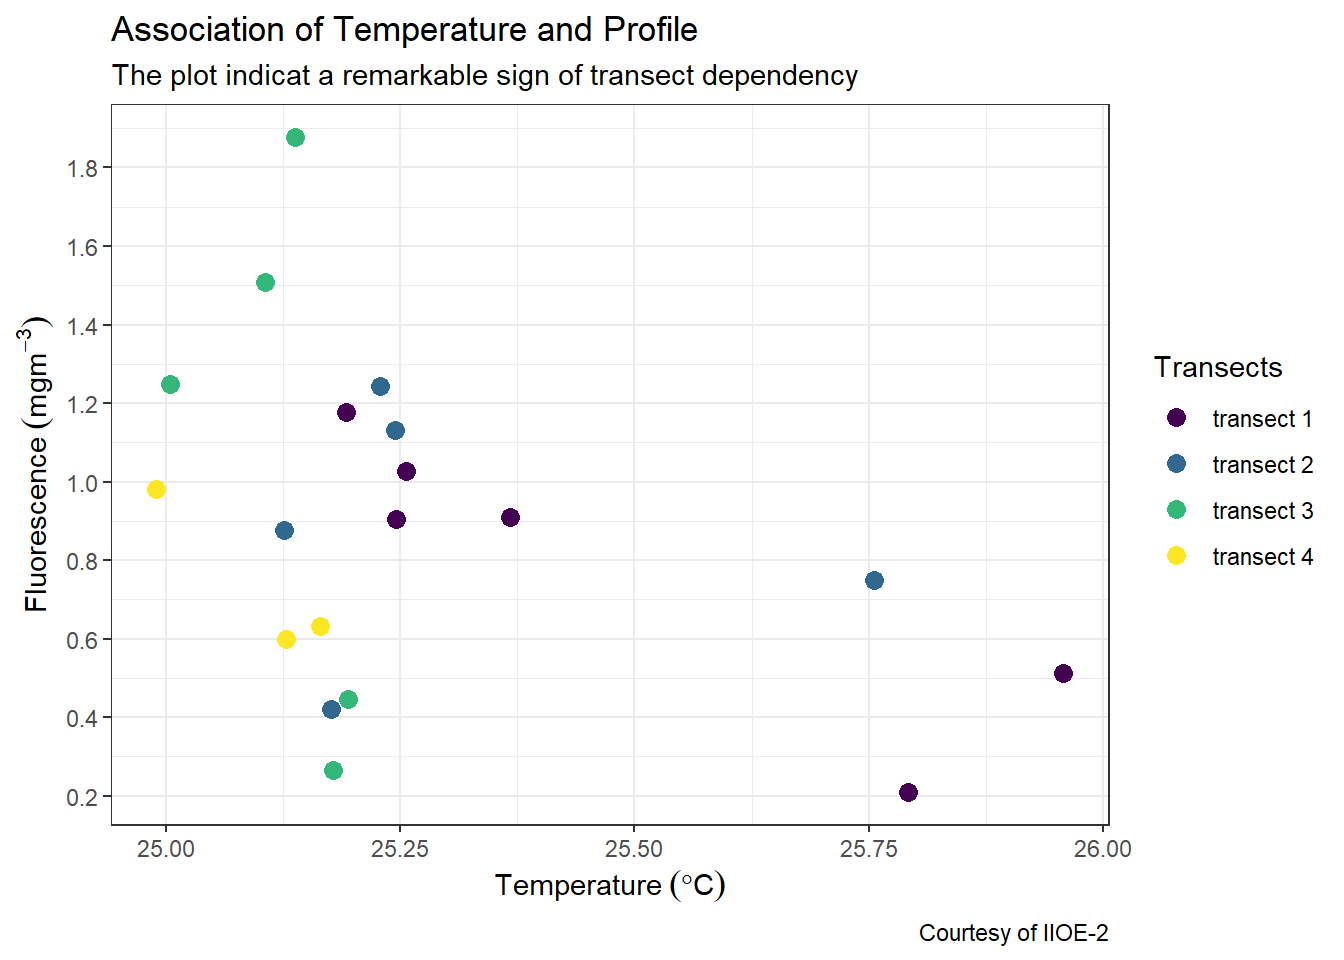 Association of Temperature and Profile
The plot indicat a remarkable sign of transect dependency
1.8
1.6
1.4
1.2
1.0
0.8
0.6
0.4
0.2
Fluorescence (mgm⁻³)
25.00 25.25 25.50 25.75 26.00
Temperature (°C)
Transects
transect 1
transect 2
transect 3
transect 4
Courtesy of IIOE-2